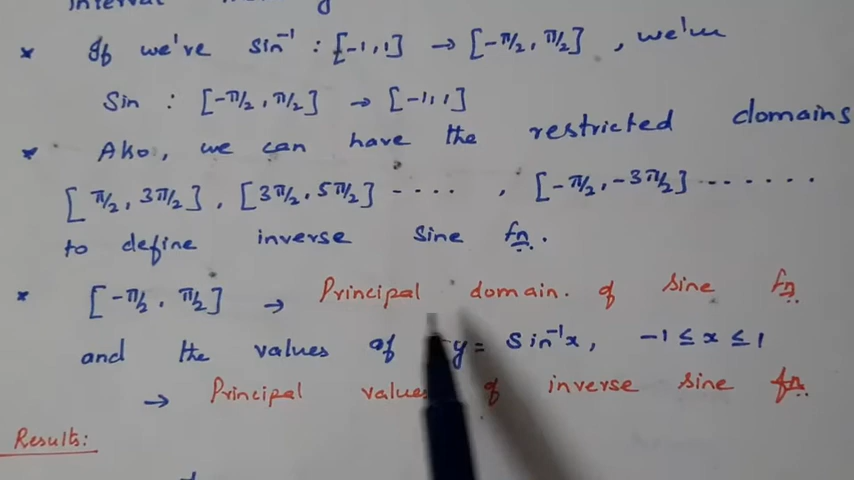 * If we've sin⁻¹ : [-1,1] → [-π/2, π/2] , we've
Sin : [-π/2, π/2] → [-1,1]
* Also, we can have the restricted domains
[π/2, 3π/2] , [3π/2, 5π/2] ---- , [-π/2, -3π/2] -------
to define inverse sine fn.
* [-π/2, π/2] → Principal domain. of sine fn.
and the values of y = sin⁻¹x, -1 ≤ x ≤ 1
→ Principal values of inverse sine fn.
Results: